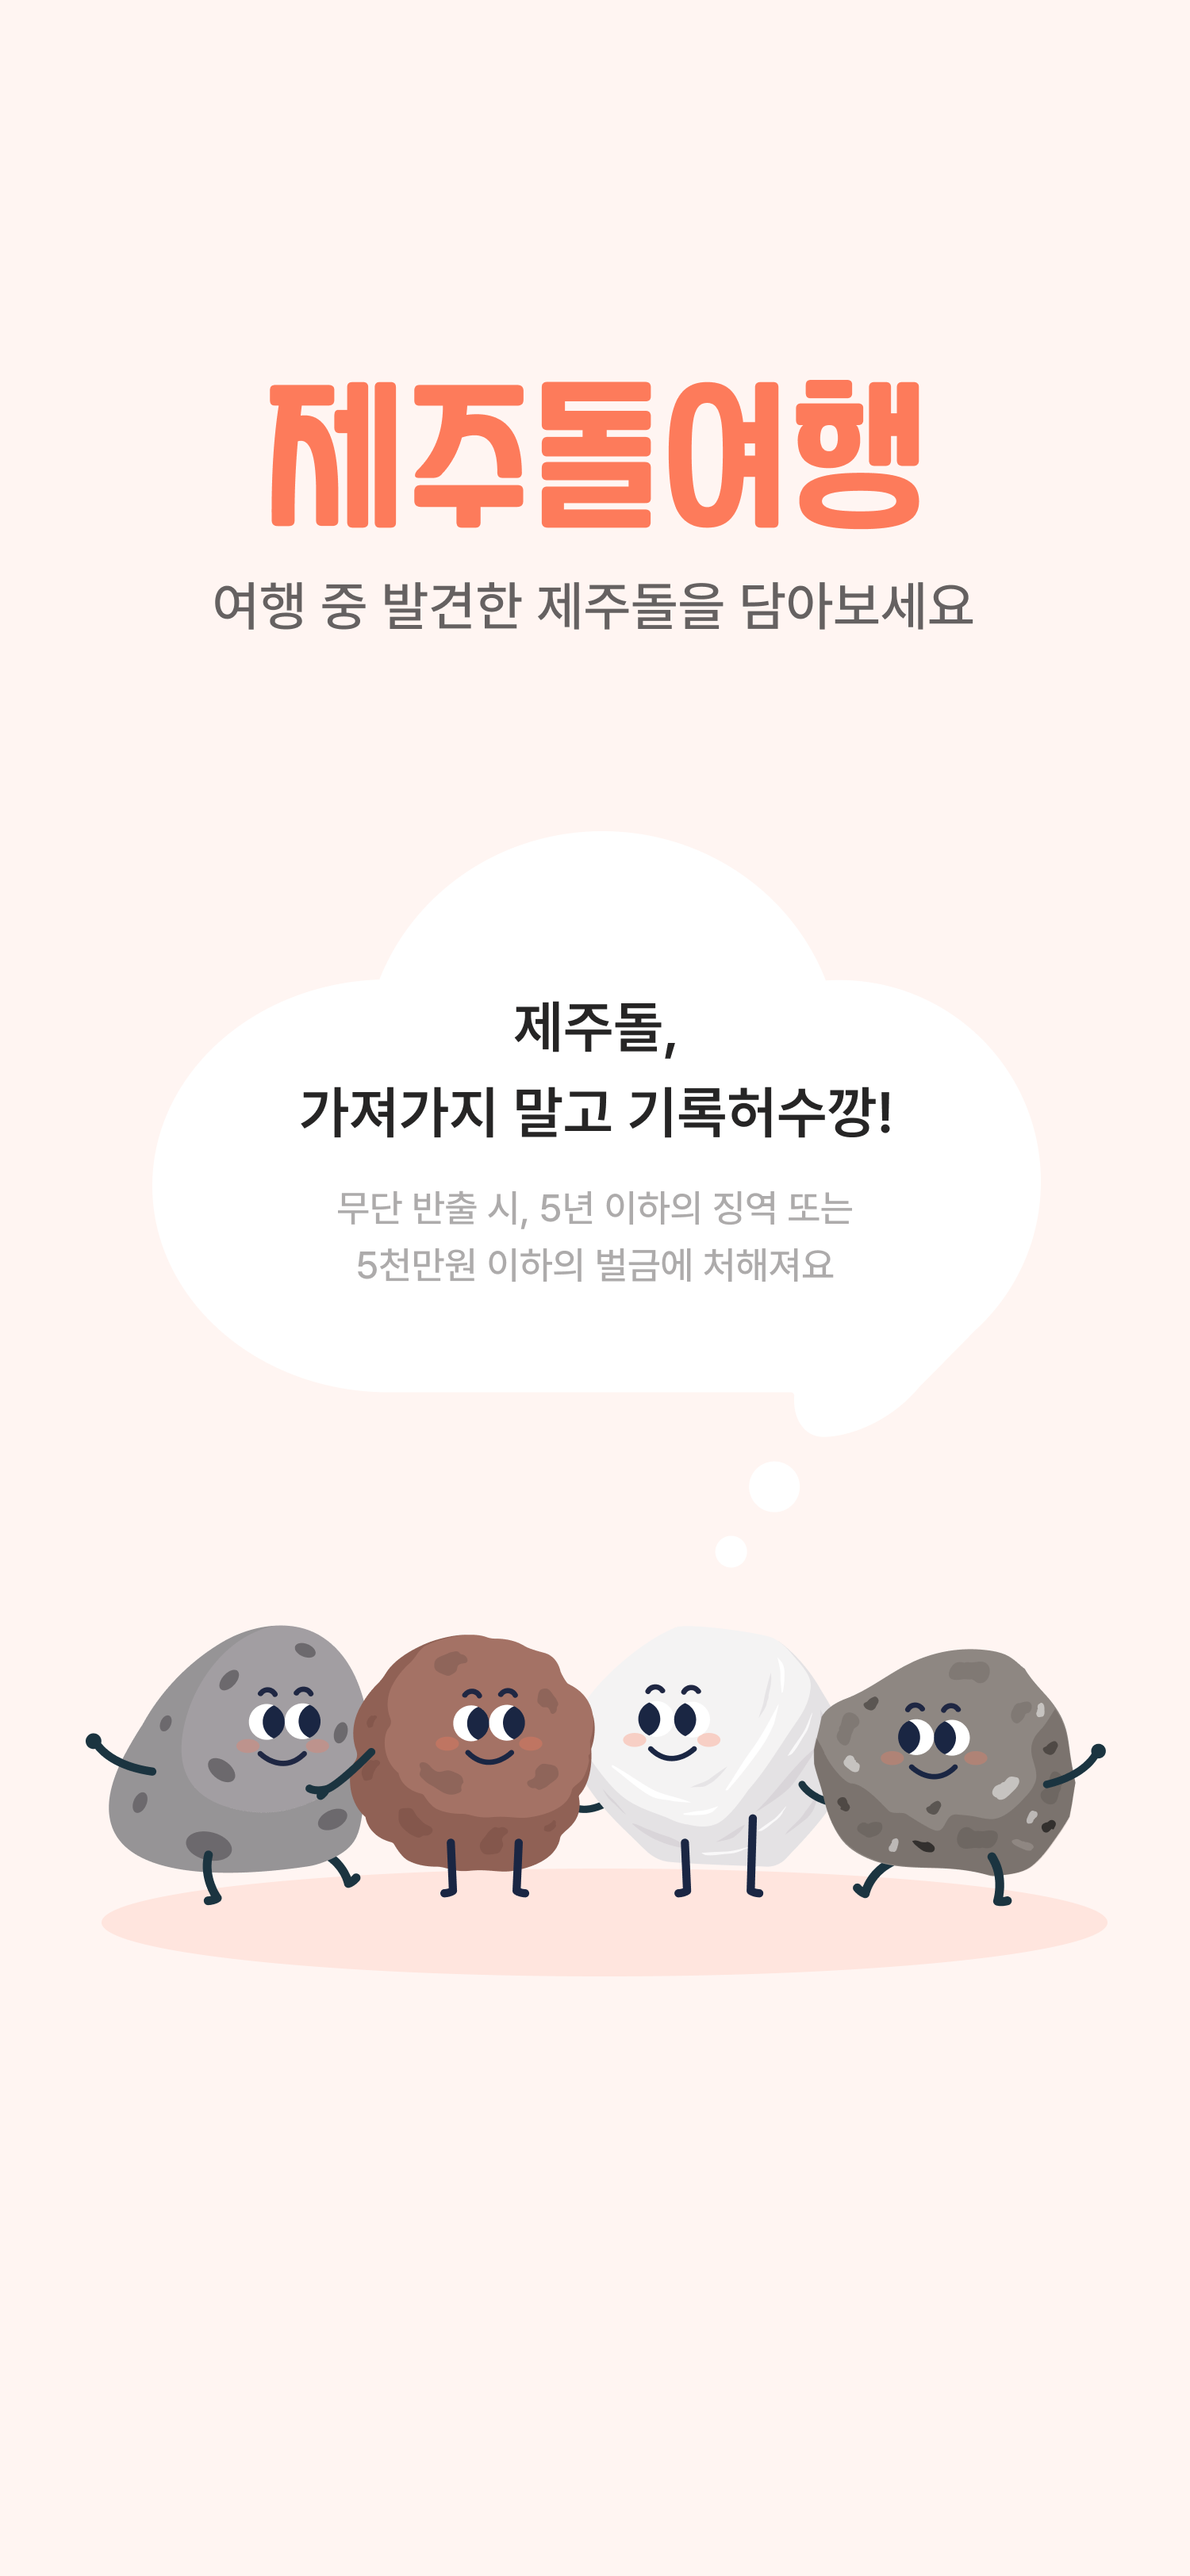 제주돌여행
여행 중 발견한 제주돌을 담아보세요
제주돌,
가져가지 말고 기록허수깡!
무단 반출 시, 5년 이하의 징역 또는
5천만원 이하의 벌금에 처해져요